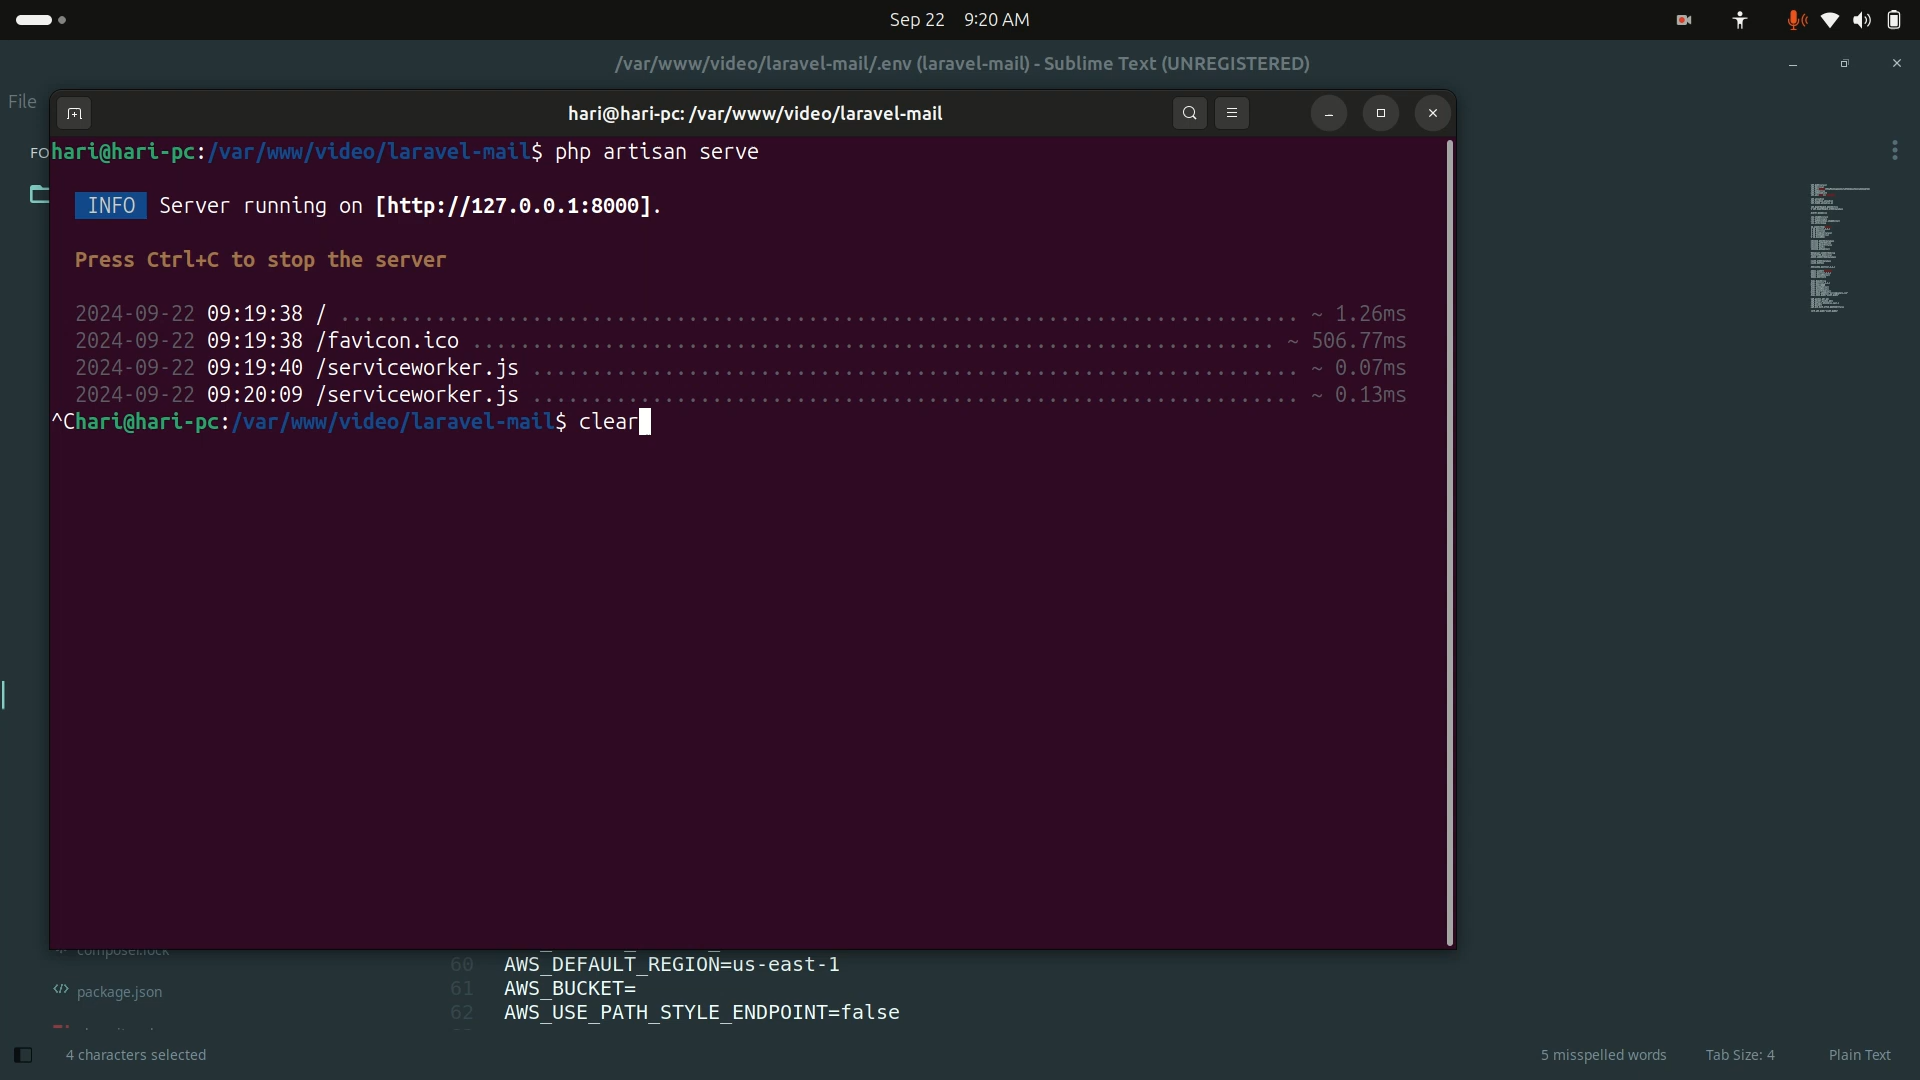 Sep 22 9:20 AM
/var/www/video/laravel-mail/.env (laravel-mail) - Sublime Text (UNREGISTERED)
File
hari@hari-pc: /var/www/video/laravel-mail
FO
hari@hari-pc:/var/www/video/laravel-mail$ php artisan serve
INFO Server running on [http://127.0.0.1:8000].
Press Ctrl+C to stop the server
2024-09-22 09:19:38 / ................................................................................ ~ 1.26ms
2024-09-22 09:19:38 /favicon.ico ................................................................... ~ 506.77ms
2024-09-22 09:19:40 /serviceworker.js ................................................................ ~ 0.07ms
2024-09-22 09:20:09 /serviceworker.js ................................................................ ~ 0.13ms
^Chari@hari-pc:/var/www/video/laravel-mail$ clear
composer.lock
60 AWS_DEFAULT_REGION=us-east-1
61 AWS_BUCKET=
package.json
62 AWS_USE_PATH_STYLE_ENDPOINT=false
4 characters selected
5 misspelled words
Tab Size: 4
Plain Text